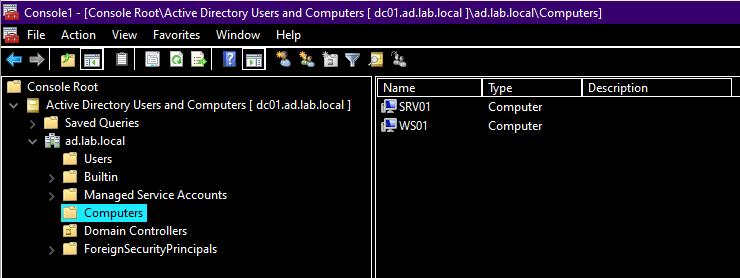 Console1 - [Console Root\Active Directory Users and Computers [ dc01.ad.lab.local ]\ad.lab.local\Computers]
File Action View Favorites Window Help
Console Root
Active Directory Users and Computers [ dc01.ad.lab.local ]
Saved Queries
ad.lab.local
Users
Builtin
Managed Service Accounts
Computers
Domain Controllers
ForeignSecurityPrincipals
Name Type Description
SRV01 Computer
WS01 Computer